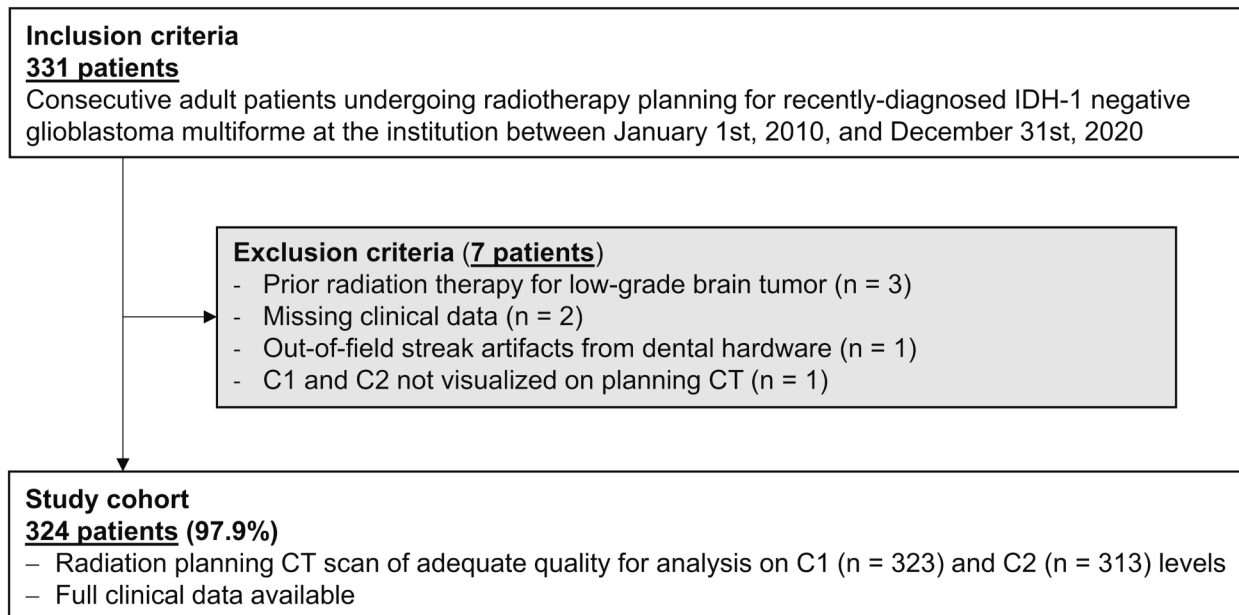 Inclusion criteria
331 patients
Consecutive adult patients undergoing radiotherapy planning for recently-diagnosed IDH-1 negative
glioblastoma multiforme at the institution between January 1st, 2010, and December 31st, 2020
Exclusion criteria (7 patients)
- Prior radiation therapy for low-grade brain tumor (n = 3)
- Missing clinical data (n = 2)
- Out-of-field streak artifacts from dental hardware (n = 1)
- C1 and C2 not visualized on planning CT (n = 1)
Study cohort
324 patients (97.9%)
– Radiation planning CT scan of adequate quality for analysis on C1 (n = 323) and C2 (n = 313) levels
– Full clinical data available